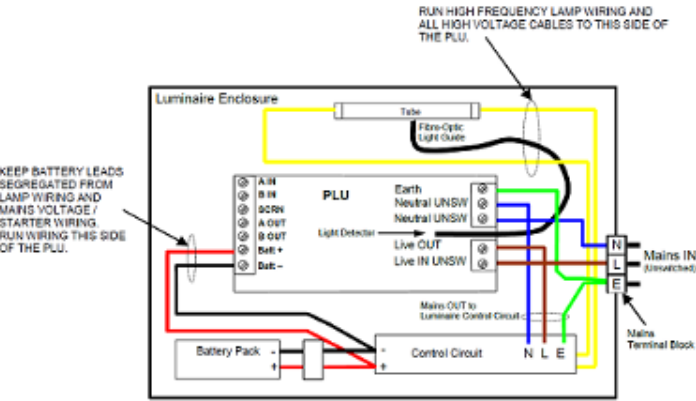 RUN HIGH FREQUENCY LAMP WIRING AND
ALL HIGH VOLTAGE CABLES TO THIS SIDE OF
THE PLU.
Luminaire Enclosure
Tube
Fibre-Optic
Light Guide
KEEP BATTERY LEADS
SEGREGATED FROM
LAMP WIRING AND
MAINS VOLTAGE /
STARTER WIRING.
RUN WIRING THIS SIDE
OF THE PLU.
A IN
B IN
SCRN
A OUT
B OUT
Batt +
Batt –
PLU
Light Detector
Earth
Neutral UNSW
Neutral UNSW
Live OUT
Live IN UNSW
N
L
E
Mains IN
(Unswitched)
Mains OUT to
Luminaire Control Circuit
Mains
Terminal Block
Battery Pack
-
+
-
+
Control Circuit
N L E